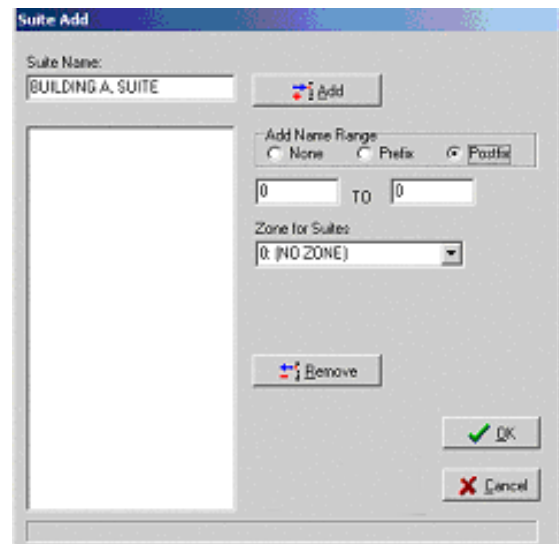 Suite Add
Suite Name:
BUILDING A, SUITE
Add
Add Name Range
None Prefix Postfix
0 TO 0
Zone for Suites
0: (NO ZONE)
Remove
OK
Cancel